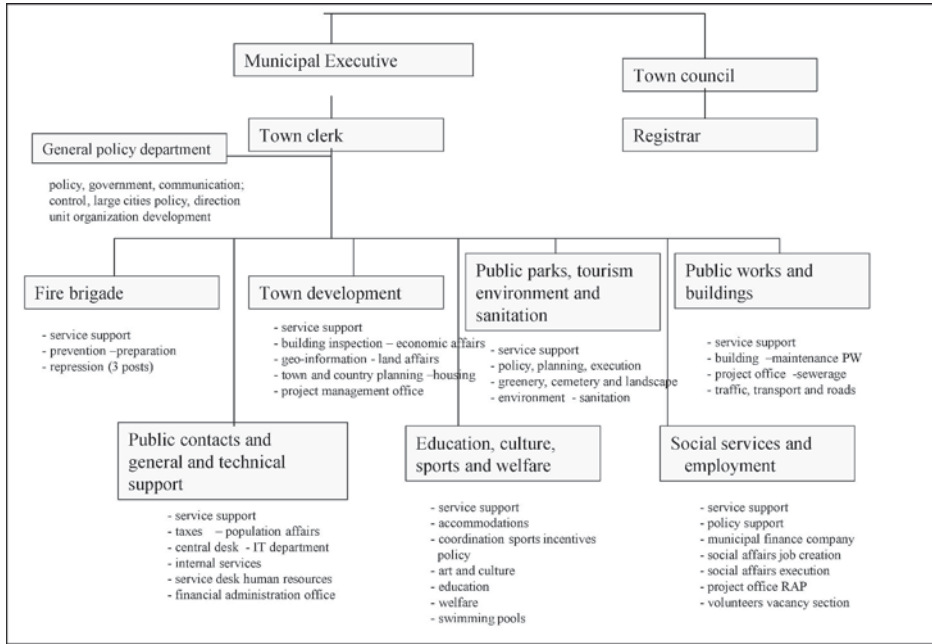 Municipal Executive
Town council
Town clerk
Registrar
General policy department
policy, government, communication;
control, large cities policy, direction
unit organization development
Fire brigade
- service support
- prevention –preparation
- repression (3 posts)
Town development
- service support
- building inspection – economic affairs
- geo-information - land affairs
- town and country planning –housing
- project management office
Public parks, tourism
environment and
sanitation
- service support
- policy, planning, execution
- greenery, cemetery and landscape
- environment - sanitation
Public works and
buildings
- service support
- building –maintenance PW
- project office -sewerage
- traffic, transport and roads
Public contacts and
general and technical
support
- service support
- taxes – population affairs
- central desk - IT department
- internal services
- service desk human resources
- financial administration office
Education, culture,
sports and welfare
- service support
- accommodations
- coordination sports incentives
policy
- art and culture
- education
- welfare
- swimming pools
Social services and
employment
- service support
- policy support
- municipal finance company
- social affairs job creation
- social affairs execution
- project office RAP
- volunteers vacancy section